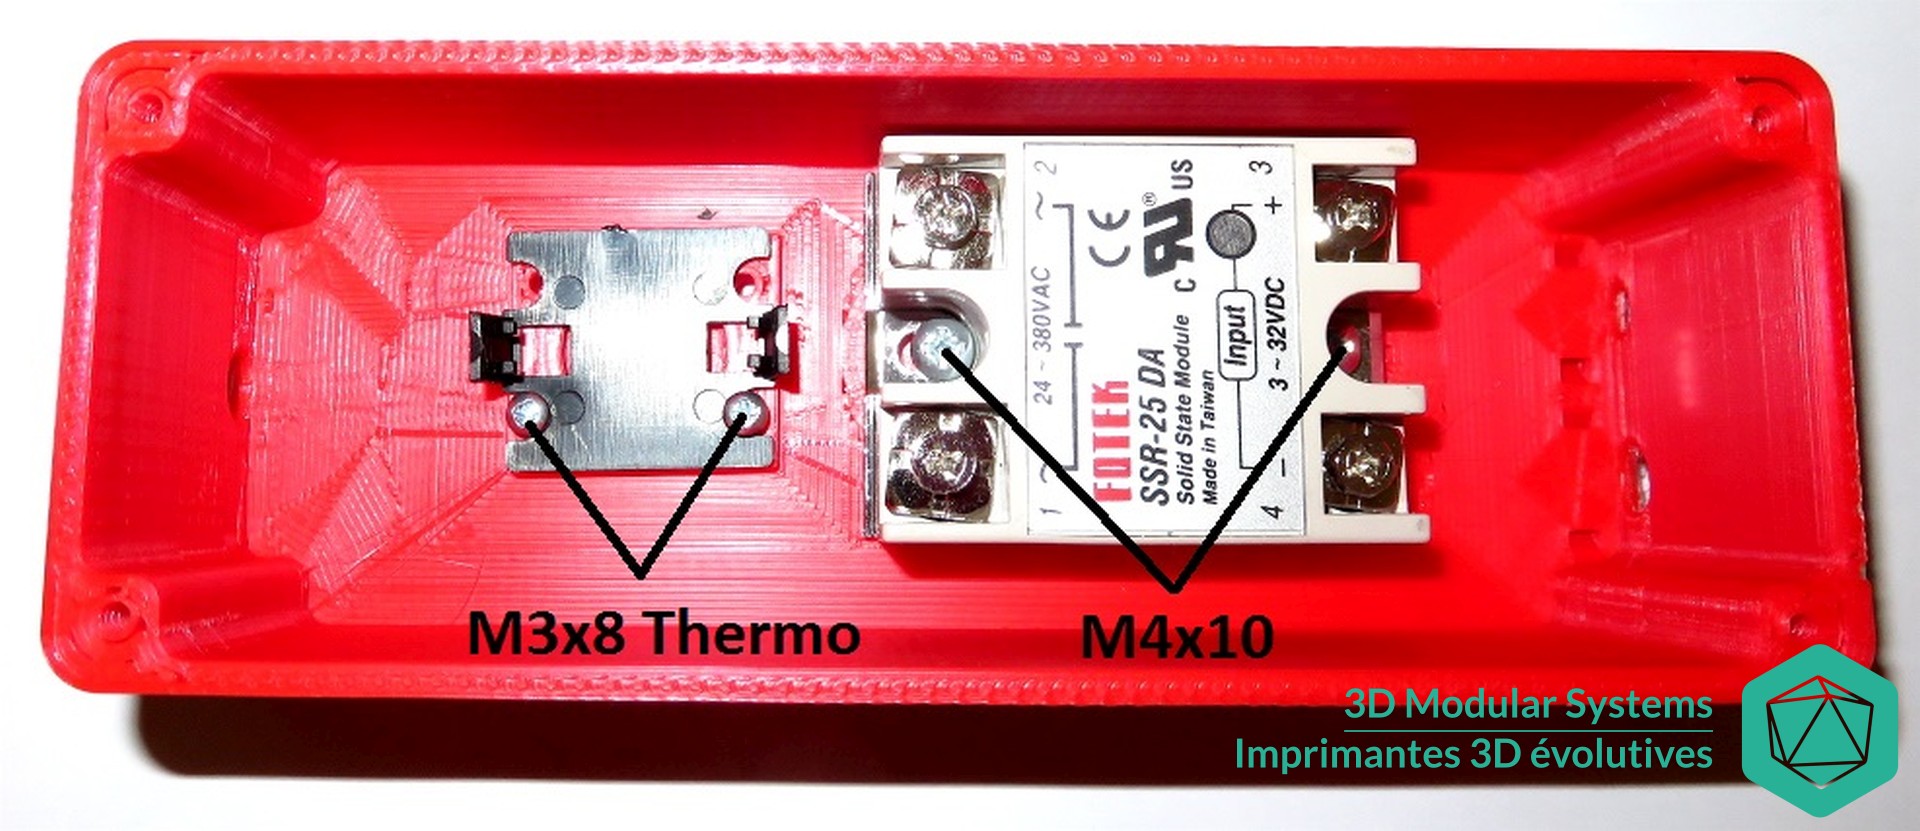 24 ~ 380VAC
1 ~
~ 2
FOTEK
SSR-25 DA
Solid State Module
Made in Taiwan
CE
C UR ® US
Input
3 ~ 32VDC
4 -
+ 3
M3x8 Thermo
M4x10
3D Modular Systems
Imprimantes 3D évolutives